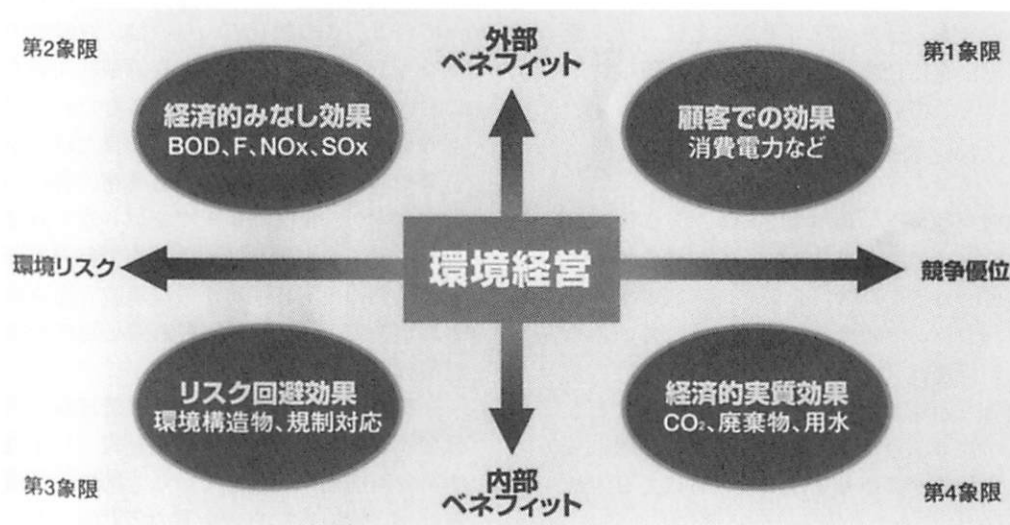 第2象限
外部
ベネフィット
第1象限
経済的みなし効果
BOD、F、NOx、SOx
顧客での効果
消費電力など
環境リスク
環境経営
競争優位
リスク回避効果
環境構造物、規制対応
経済的実質効果
CO₂、廃棄物、用水
第3象限
内部
ベネフィット
第4象限